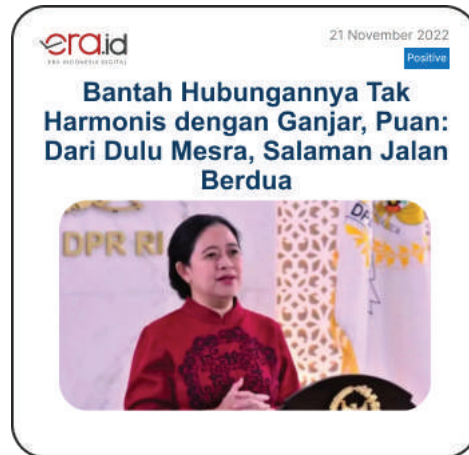 era.id
ERA INDONESIA DIGITAL
21 November 2022
Positive
Bantah Hubungannya Tak
Harmonis dengan Ganjar, Puan:
Dari Dulu Mesra, Salaman Jalan
Berdua
DPR RI